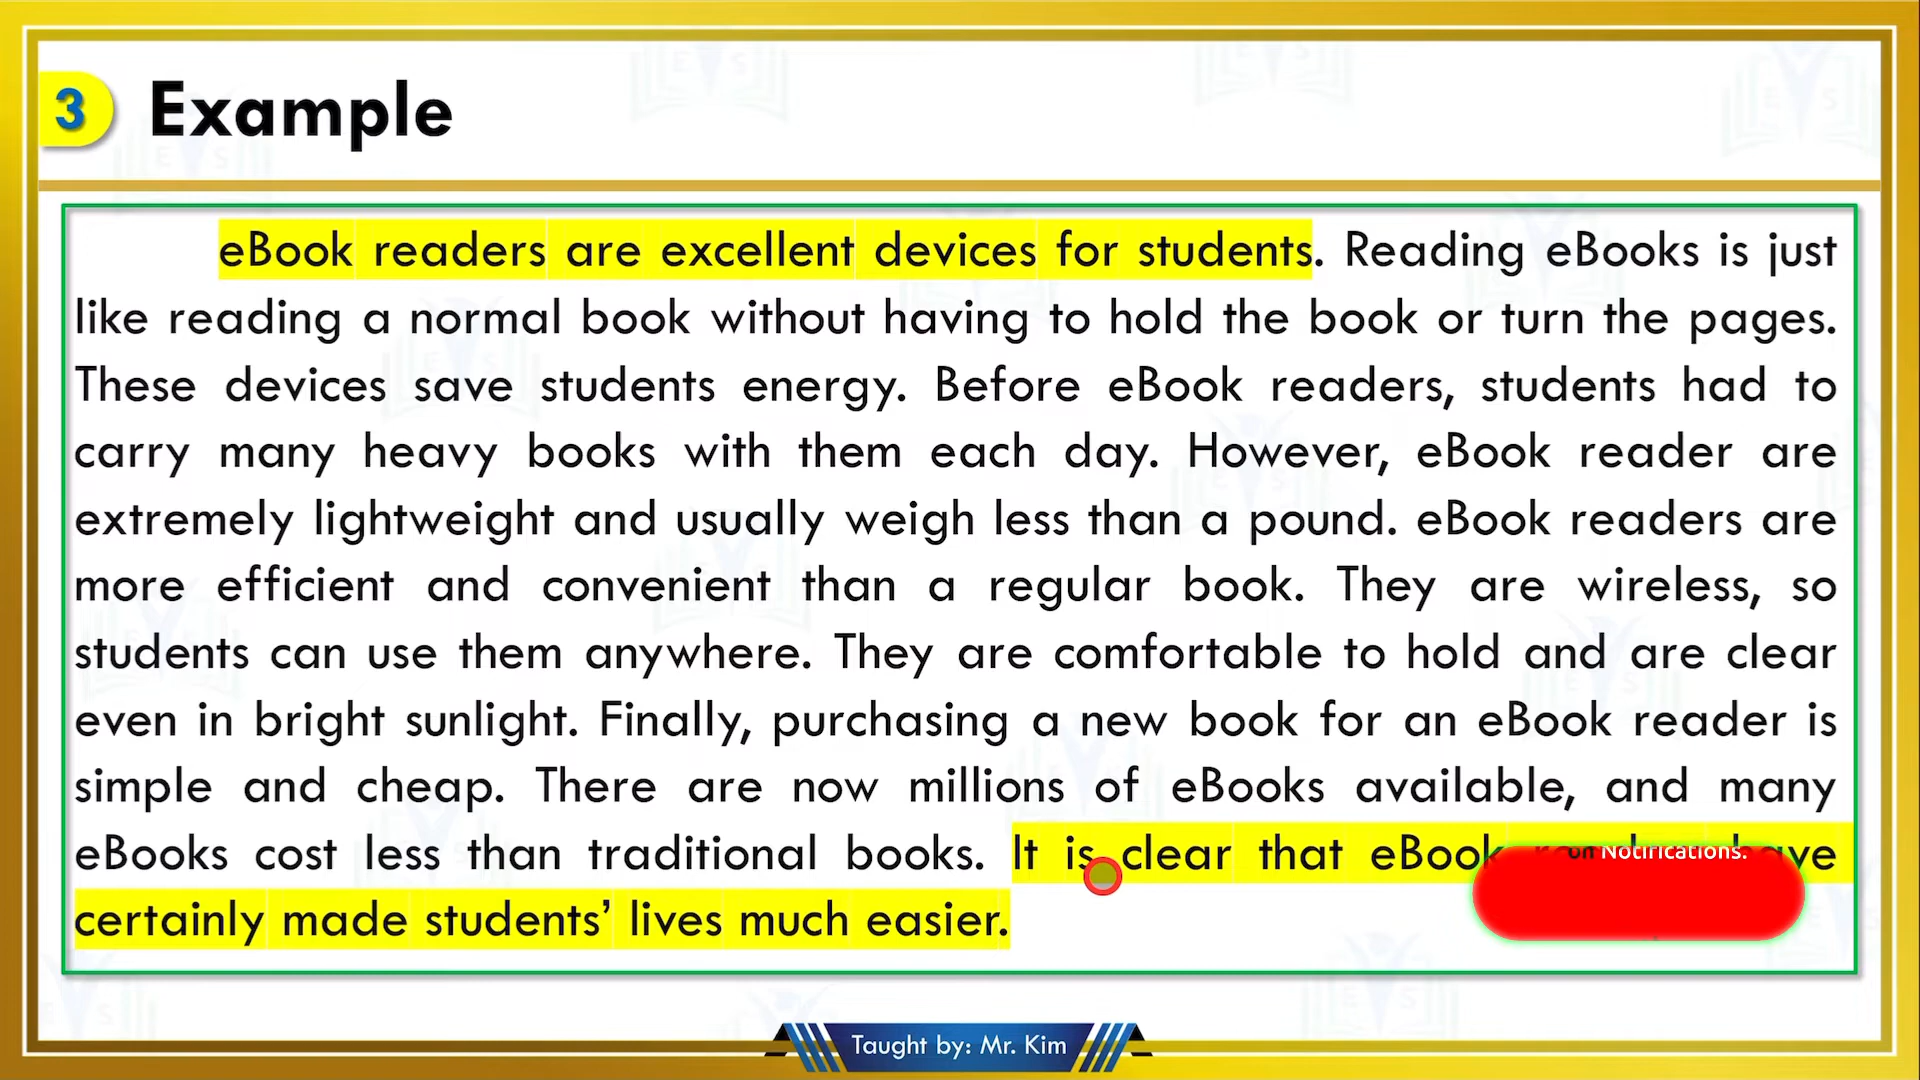 3 Example
eBook readers are excellent devices for students. Reading eBooks is just
like reading a normal book without having to hold the book or turn the pages.
These devices save students energy. Before eBook readers, students had to
carry many heavy books with them each day. However, eBook reader are
extremely lightweight and usually weigh less than a pound. eBook readers are
more efficient and convenient than a regular book. They are wireless, so
students can use them anywhere. They are comfortable to hold and are clear
even in bright sunlight. Finally, purchasing a new book for an eBook reader is
simple and cheap. There are now millions of eBooks available, and many
eBooks cost less than traditional books. It is clear that eBook have
on Notifications.
certainly made students’ lives much easier.
Taught by: Mr. Kim